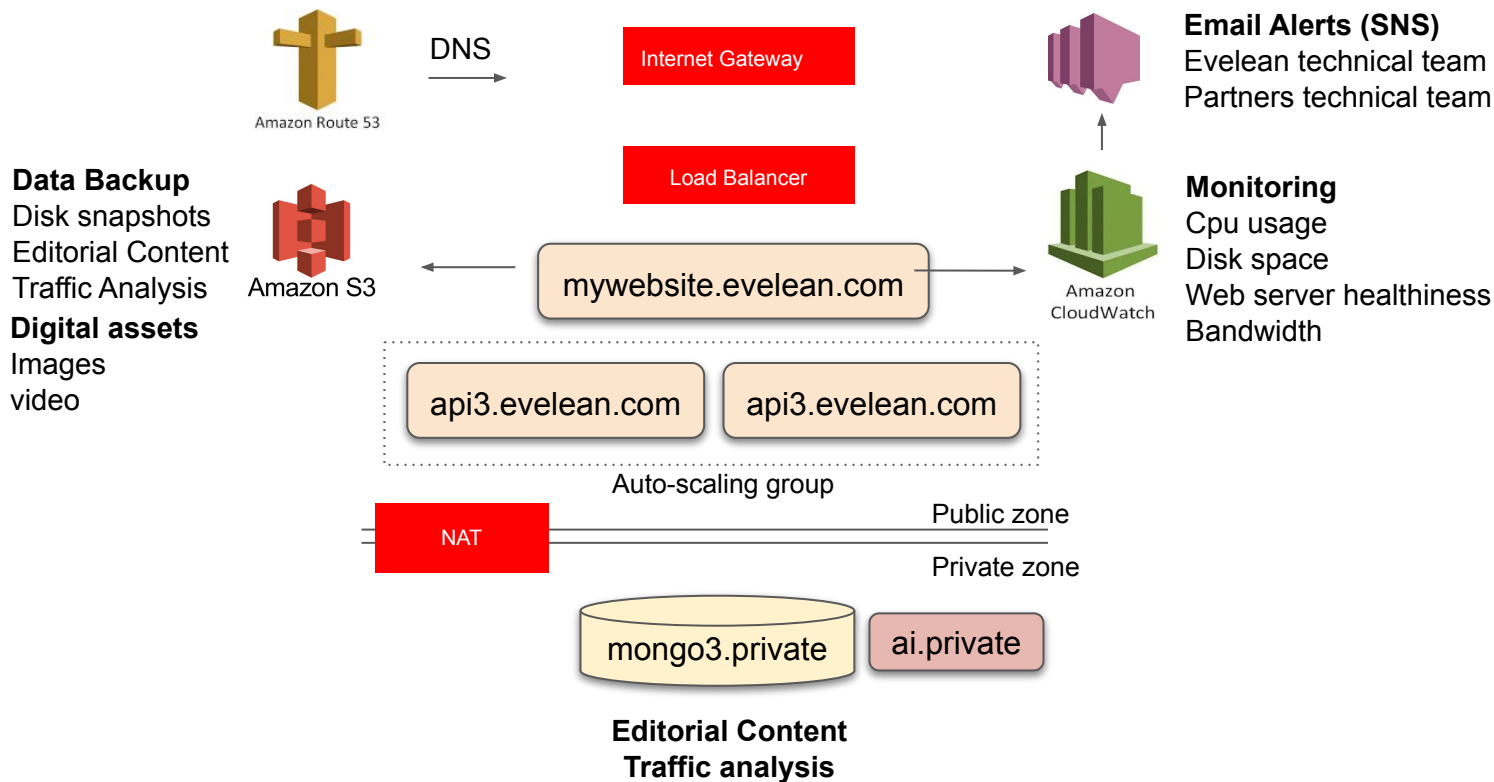 DNS
Amazon Route 53
Internet Gateway
Email Alerts (SNS)
Evelean technical team
Partners technical team
Load Balancer
Data Backup
Disk snapshots
Editorial Content
Traffic Analysis
Digital assets
Images
video
Amazon S3
mywebsite.evelean.com
Amazon
CloudWatch
Monitoring
Cpu usage
Disk space
Web server healthiness
Bandwidth
api3.evelean.com
api3.evelean.com
Auto-scaling group
NAT
Public zone
Private zone
mongo3.private
ai.private
Editorial Content
Traffic analysis